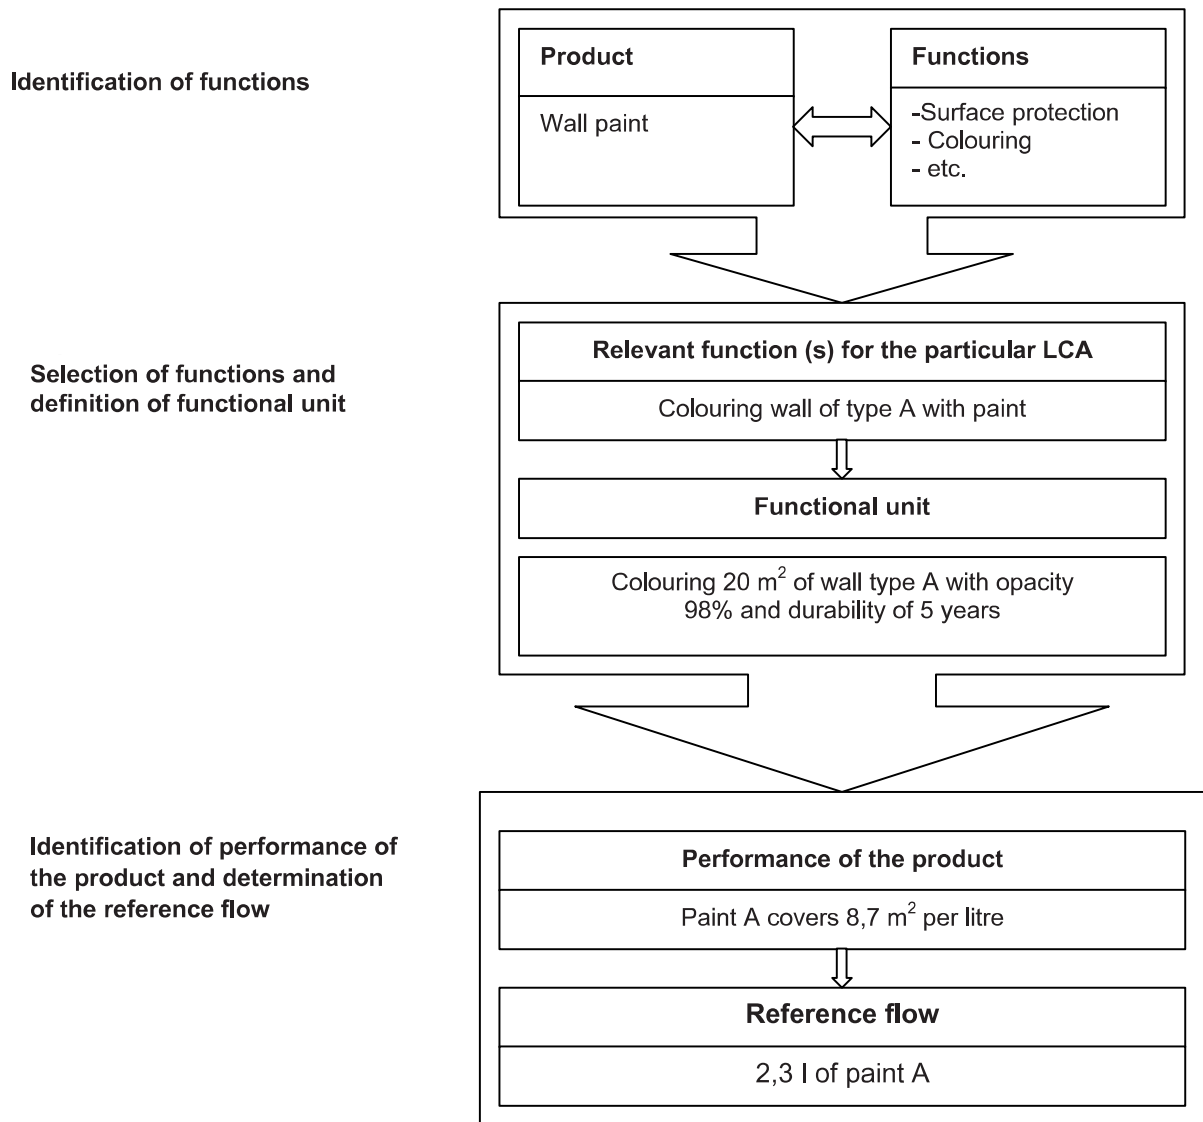 Identification of functions
Product
Wall paint
Functions
-Surface protection
- Colouring
- etc.
Selection of functions and
definition of functional unit
Relevant function (s) for the particular LCA
Colouring wall of type A with paint
Functional unit
Colouring 20 m² of wall type A with opacity
98% and durability of 5 years
Identification of performance of
the product and determination
of the reference flow
Performance of the product
Paint A covers 8,7 m² per litre
Reference flow
2,3 l of paint A